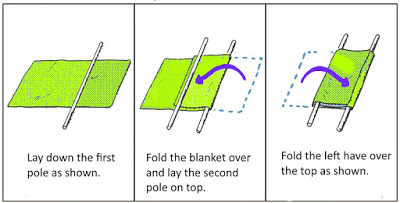 Lay down the first
pole as shown.
Fold the blanket over
and lay the second
pole on top.
Fold the left have over
the top as shown.